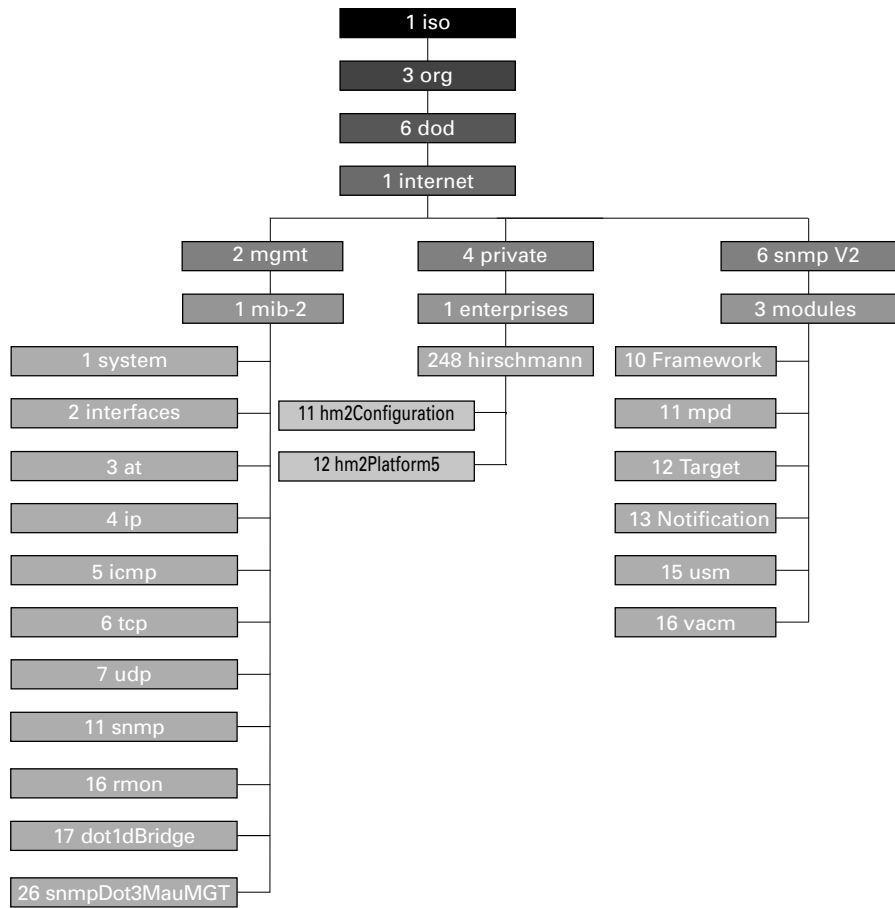 1 iso
3 org
6 dod
1 internet
2 mgmt
4 private
6 snmp V2
1 mib-2
1 enterprises
3 modules
1 system
248 hirschmann
10 Framework
2 interfaces
11 hm2Configuration
11 mpd
3 at
12 hm2Platform5
12 Target
4 ip
13 Notification
5 icmp
15 usm
6 tcp
16 vacm
7 udp
11 snmp
16 rmon
17 dot1dBridge
26 snmpDot3MauMGT